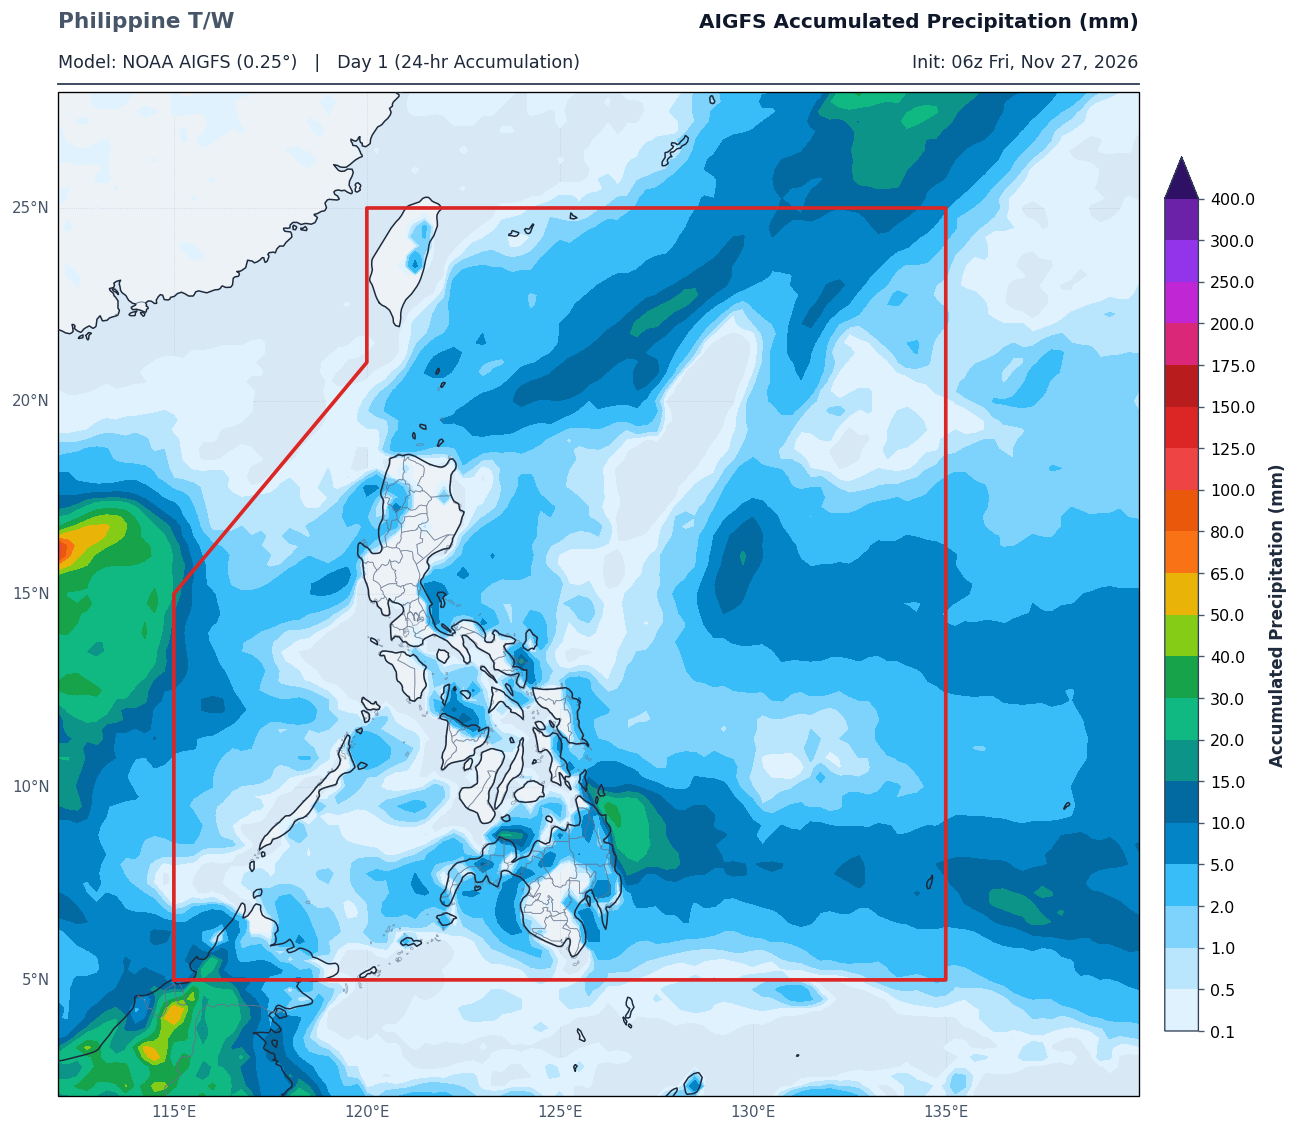 Philippine T/W
AIGFS Accumulated Precipitation (mm)
Model: NOAA AIGFS (0.25°)   |   Day 1 (24-hr Accumulation)
Init: 06z Fri, Nov 27, 2026
25°N
20°N
15°N
10°N
5°N
115°E
120°E
125°E
130°E
135°E
400.0
300.0
250.0
200.0
175.0
150.0
125.0
100.0
80.0
65.0
50.0
40.0
30.0
20.0
15.0
10.0
5.0
2.0
1.0
0.5
0.1
Accumulated Precipitation (mm)